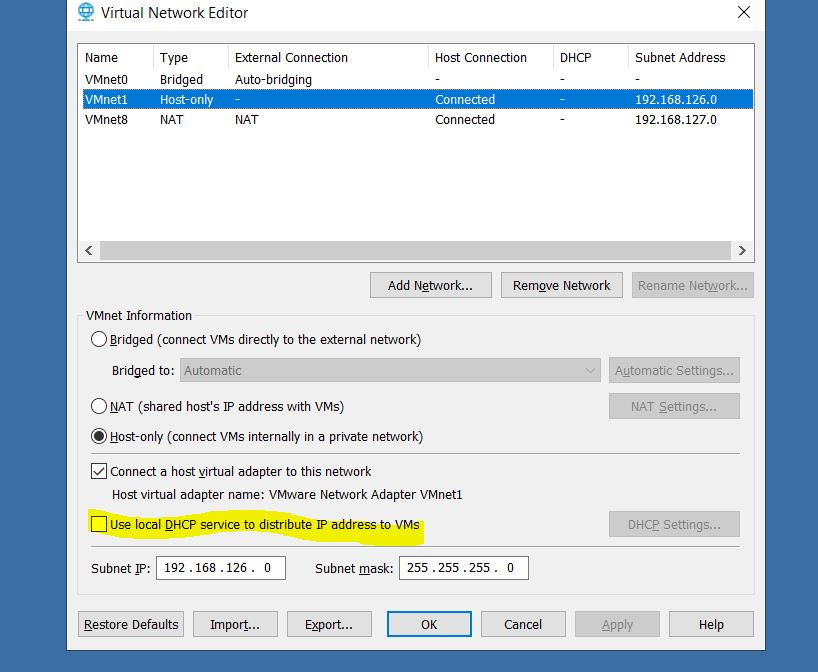 Virtual Network Editor
Name Type External Connection Host Connection DHCP Subnet Address
VMnet0 Bridged Auto-bridging - - -
VMnet1 Host-only - Connected - 192.168.126.0
VMnet8 NAT NAT Connected - 192.168.127.0
Add Network... Remove Network Rename Network...
VMnet Information
Bridged (connect VMs directly to the external network)
Bridged to: Automatic Automatic Settings...
NAT (shared host's IP address with VMs) NAT Settings...
Host-only (connect VMs internally in a private network)
Connect a host virtual adapter to this network
Host virtual adapter name: VMware Network Adapter VMnet1
Use local DHCP service to distribute IP address to VMs DHCP Settings...
Subnet IP: 192 . 168 . 126 . 0 Subnet mask: 255 . 255 . 255 . 0
Restore Defaults Import... Export... OK Cancel Apply Help